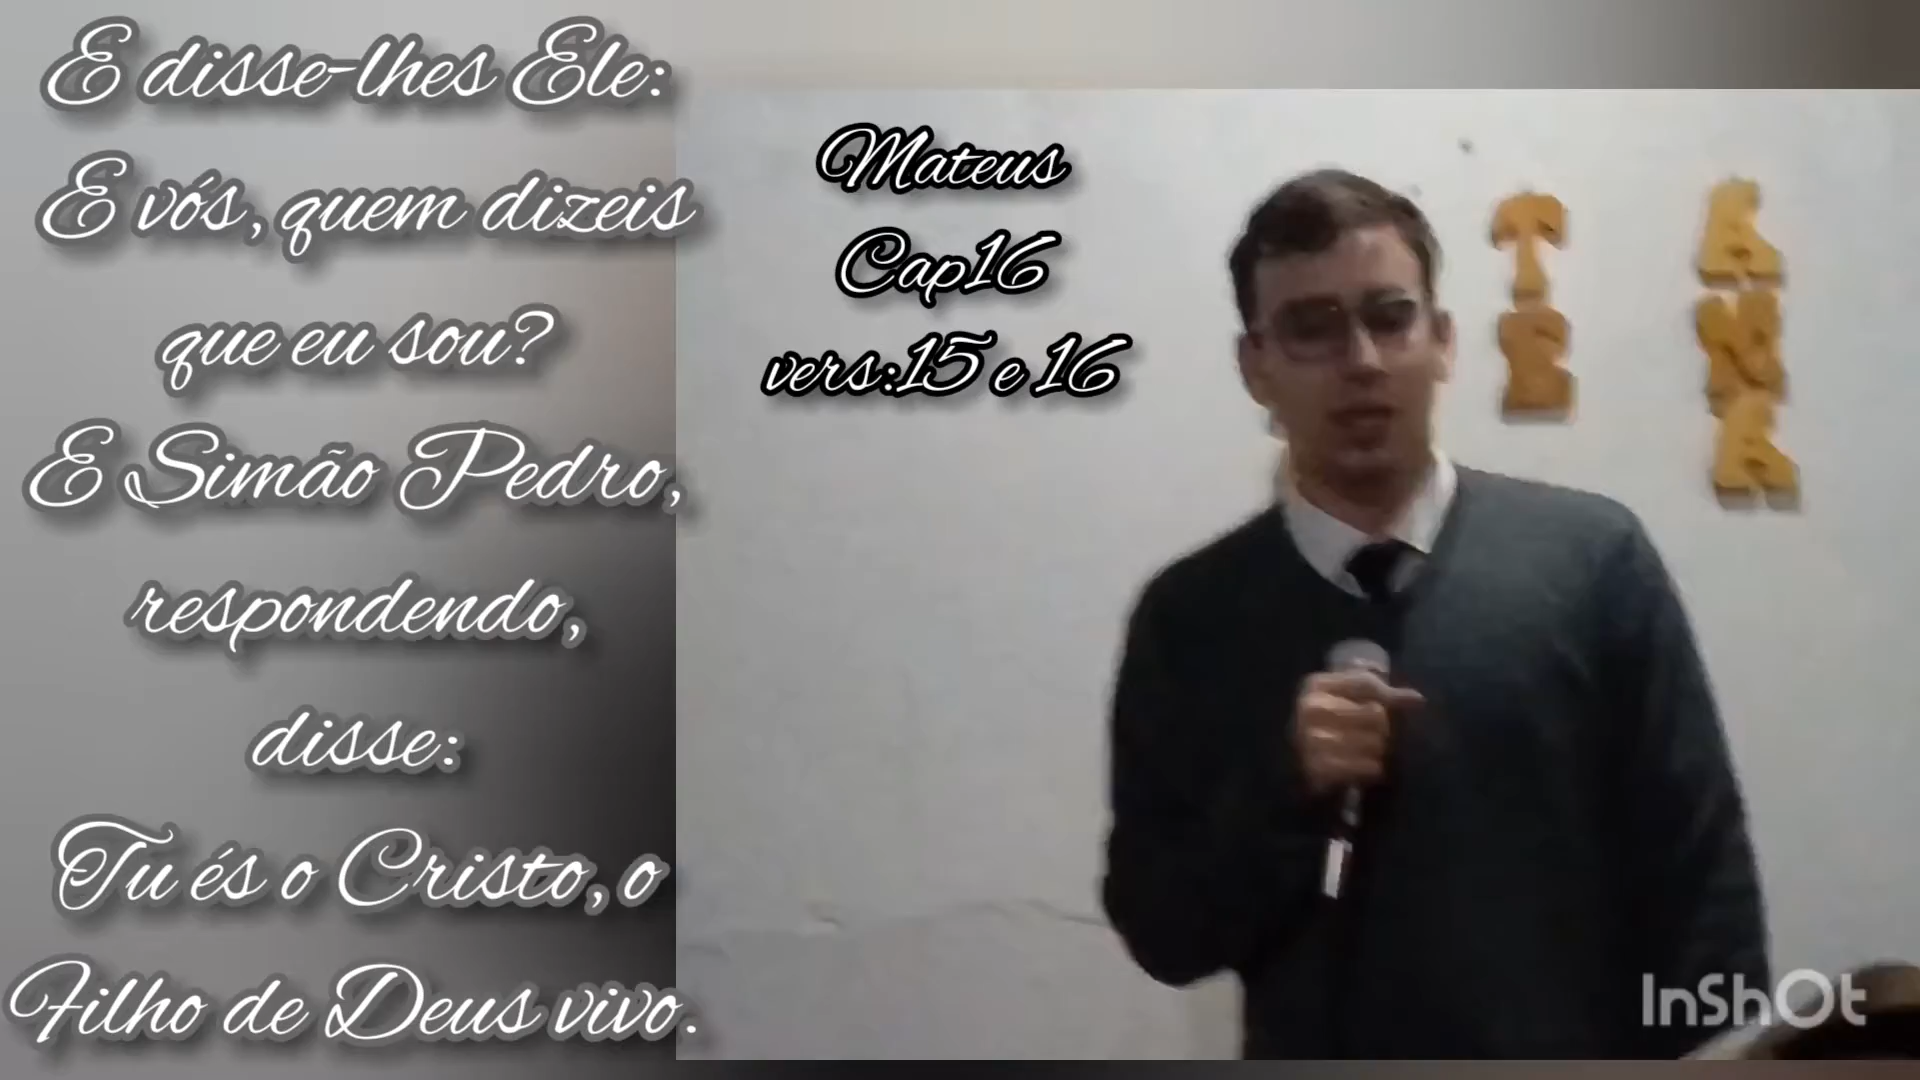 E disse-lhes Ele:
E vós, quem dizeis
que eu sou?
E Simão Pedro,
respondendo,
disse:
Tu és o Cristo, o
Filho de Deus vivo.
Mateus
Cap16
vers:15 e 16
InShOt